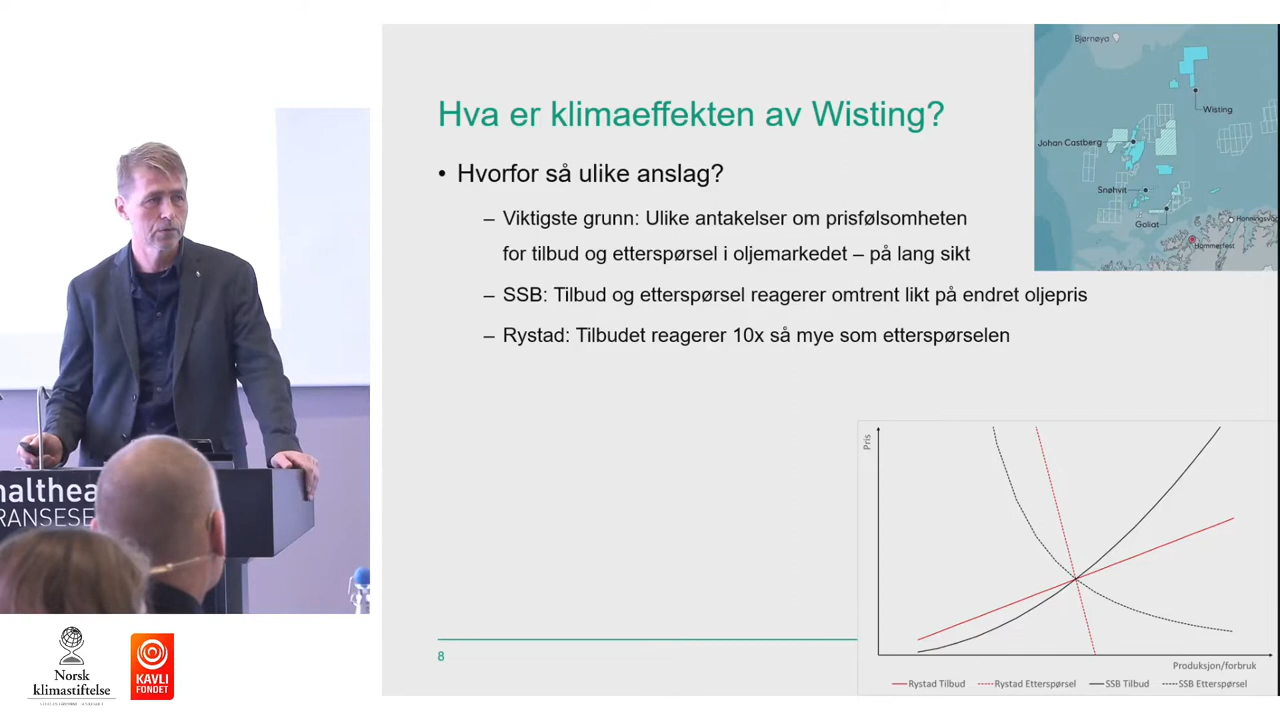 Hva er klimaeffekten av Wisting?
• Hvorfor så ulike anslag?
– Viktigste grunn: Ulike antakelser om prisfølsomheten
for tilbud og etterspørsel i oljemarkedet – på lang sikt
– SSB: Tilbud og etterspørsel reagerer omtrent likt på endret oljepris
– Rystad: Tilbudet reagerer 10x så mye som etterspørselen
Bjørnøya
Wisting
Johan Castberg
Snøhvit
Goliat
Hammerfest
Pris
Produksjon/forbruk
Rystad Tilbud
Rystad Etterspørsel
SSB Tilbud
SSB Etterspørsel
8
Norsk
klimastiftelse
KAVLI
FONDET